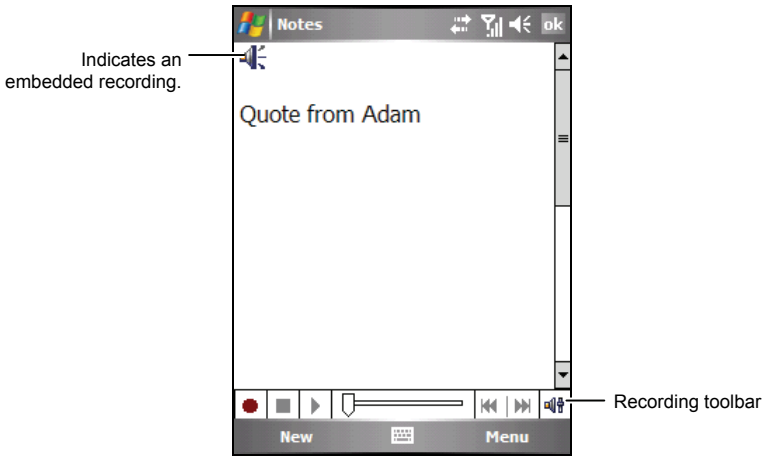 Notes
ok
Indicates an
embedded recording.
Quote from Adam
Recording toolbar
New
Menu